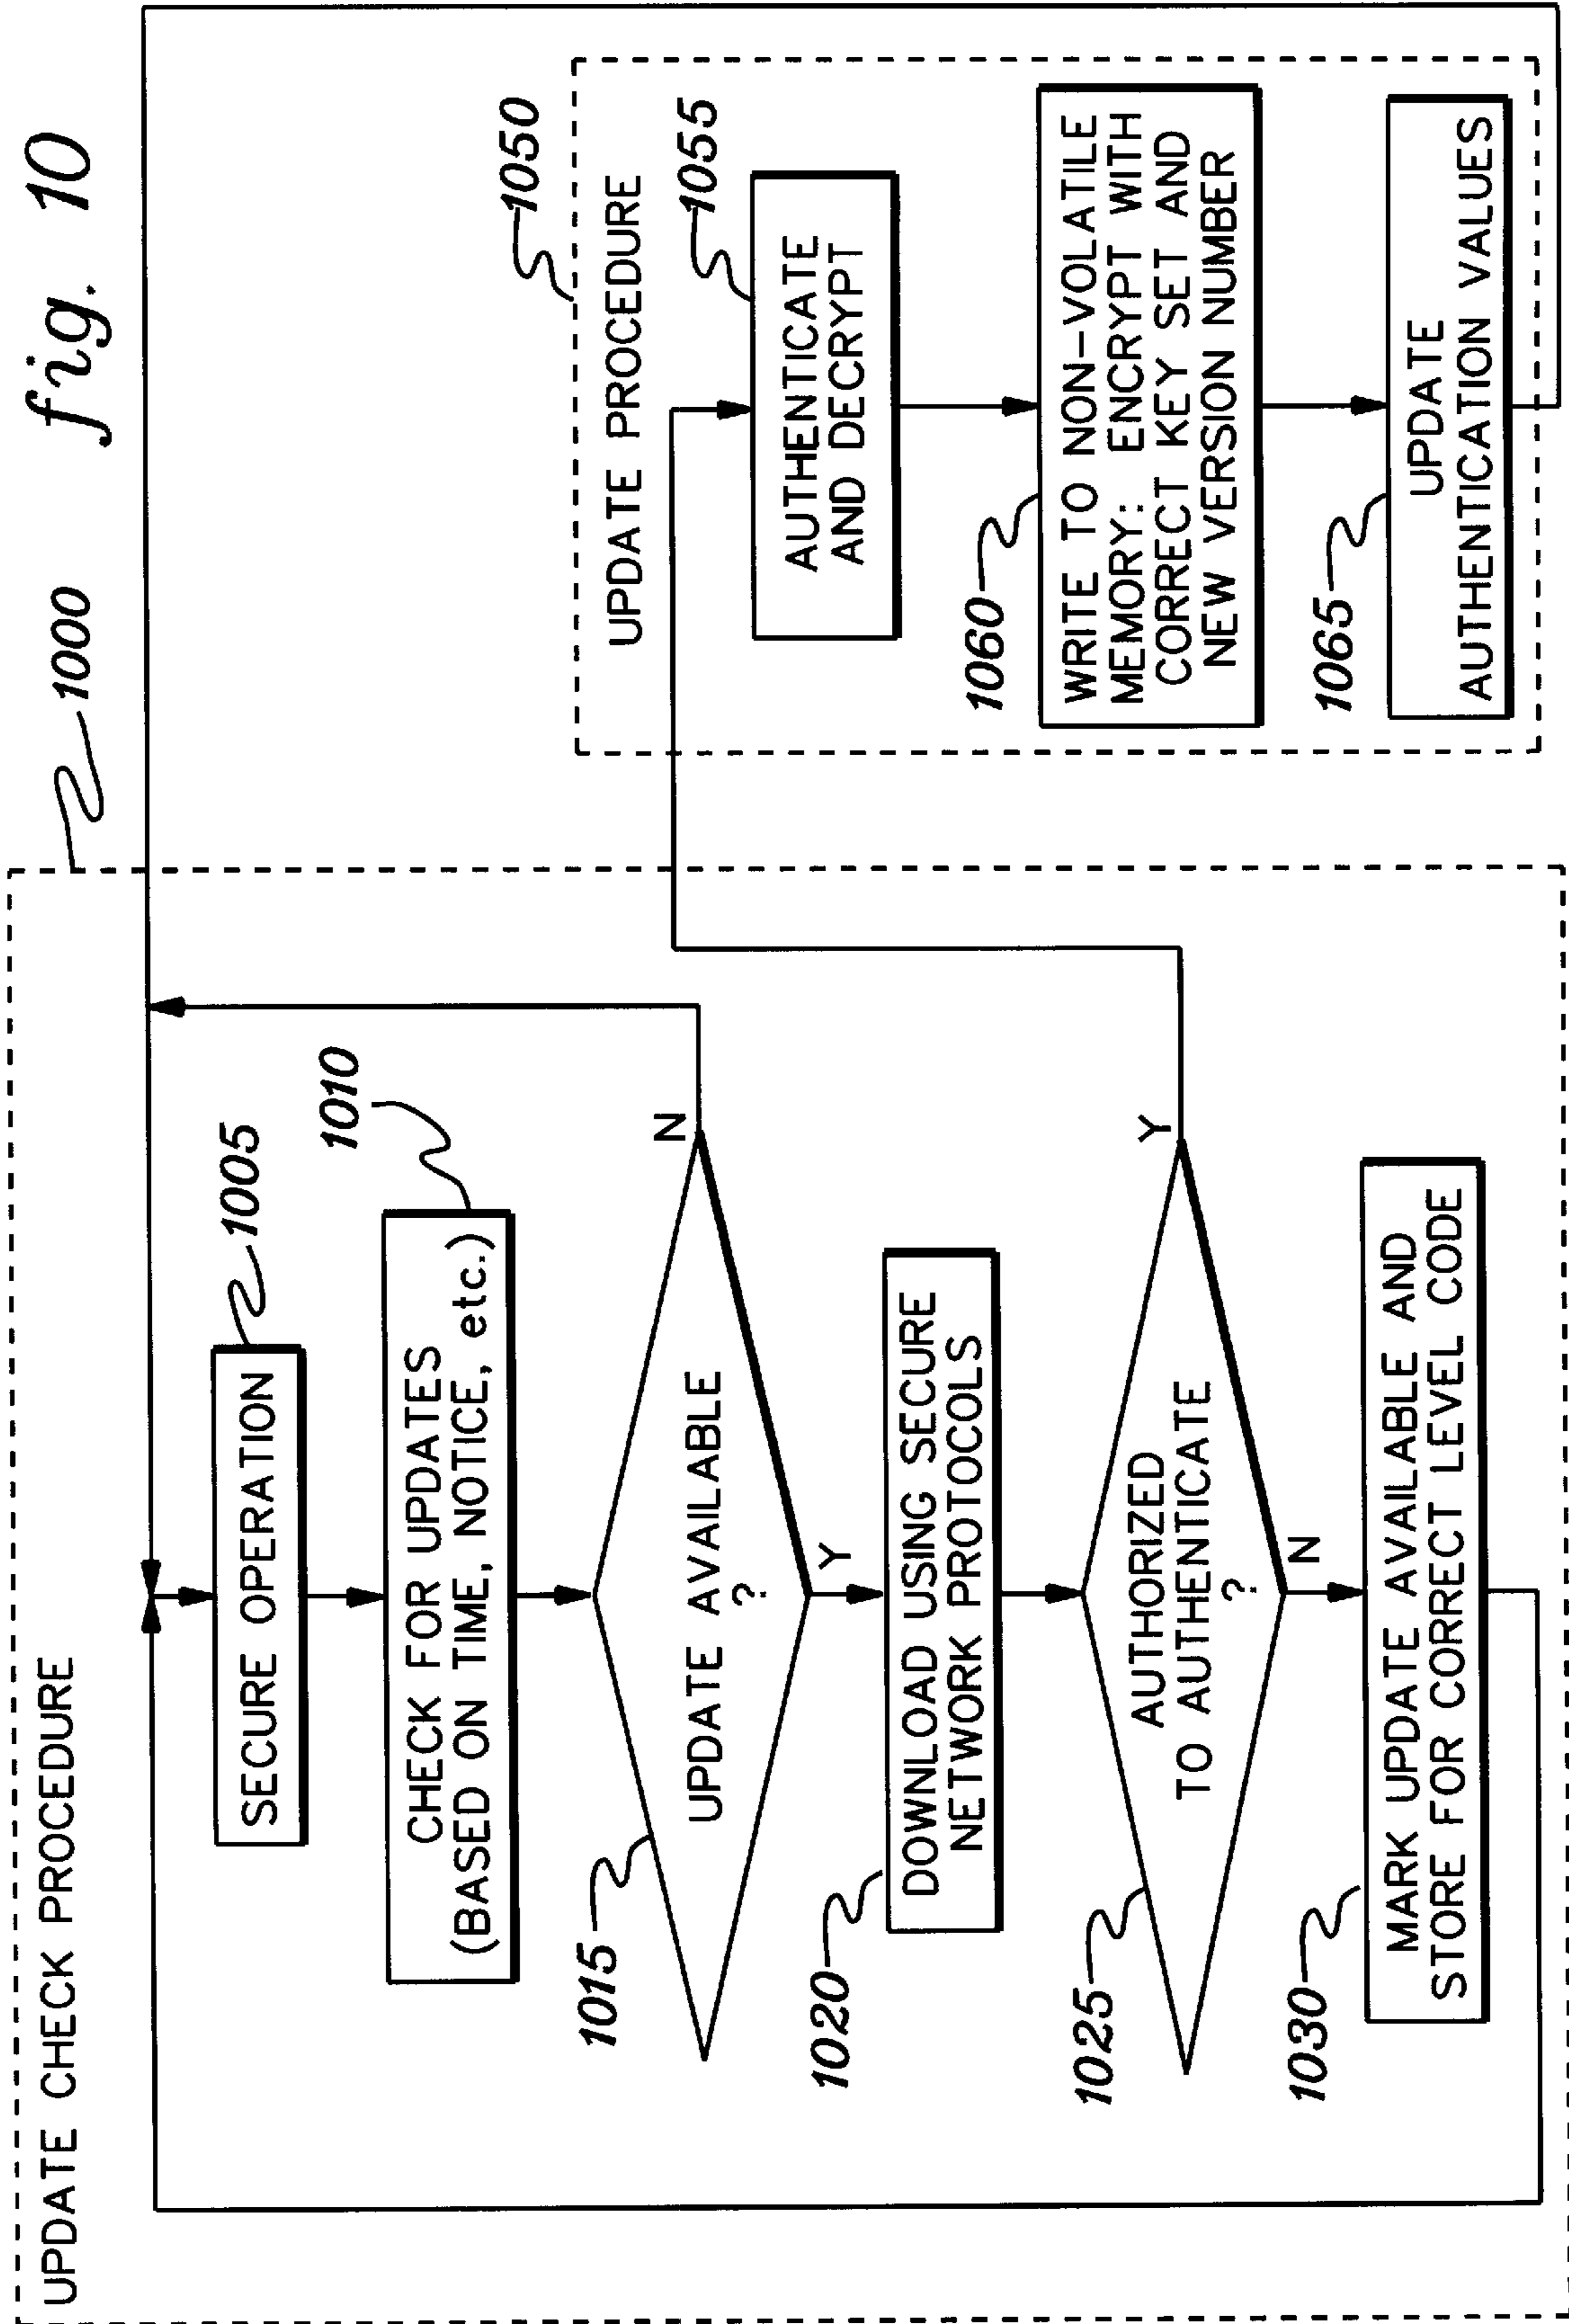 fig. 10
UPDATE CHECK PROCEDURE
1000
SECURE OPERATION
1005
CHECK FOR UPDATES
(BASED ON TIME, NOTICE, etc.)
1010
1015
UPDATE AVAILABLE
?
N
Y
1020
DOWNLOAD USING SECURE
NETWORK PROTOCOLS
1025
AUTHORIZED
TO AUTHENTICATE
?
Y
N
1030
MARK UPDATE AVAILABLE AND
STORE FOR CORRECT LEVEL CODE
1050
UPDATE PROCEDURE
1055
AUTHENTICATE
AND DECRYPT
1060
WRITE TO NON-VOLATILE
MEMORY: ENCRYPT WITH
CORRECT KEY SET AND
NEW VERSION NUMBER
1065
UPDATE
AUTHENTICATION VALUES